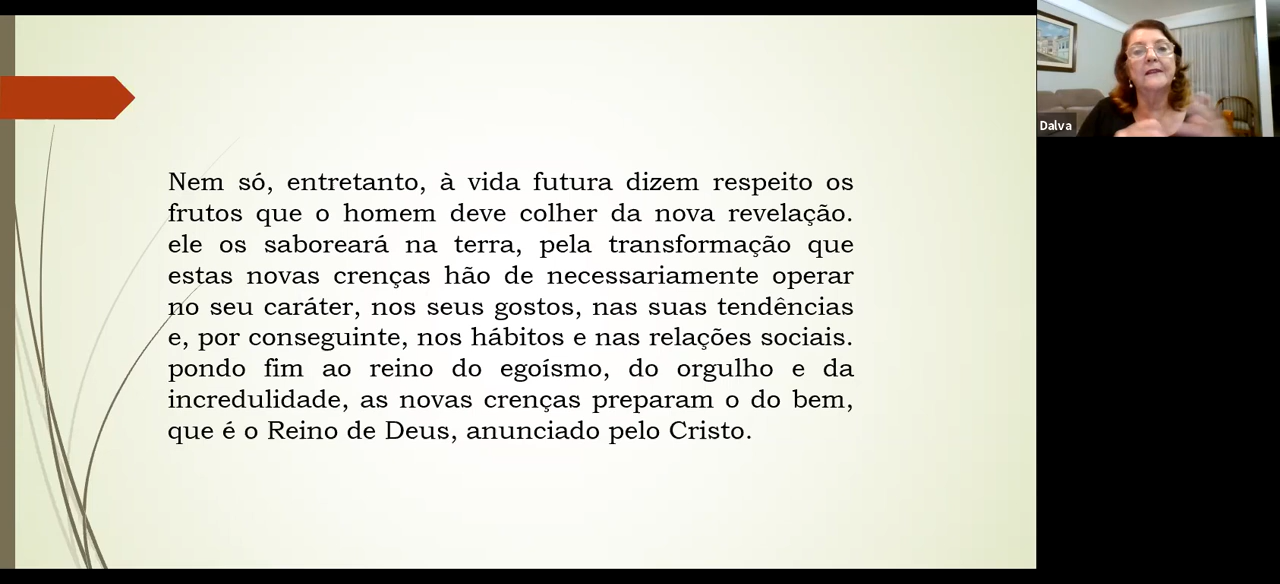 Nem só, entretanto, à vida futura dizem respeito os
frutos que o homem deve colher da nova revelação.
ele os saboreará na terra, pela transformação que
estas novas crenças hão de necessariamente operar
no seu caráter, nos seus gostos, nas suas tendências
e, por conseguinte, nos hábitos e nas relações sociais.
pondo fim ao reino do egoísmo, do orgulho e da
incredulidade, as novas crenças preparam o do bem,
que é o Reino de Deus, anunciado pelo Cristo.
Dalva